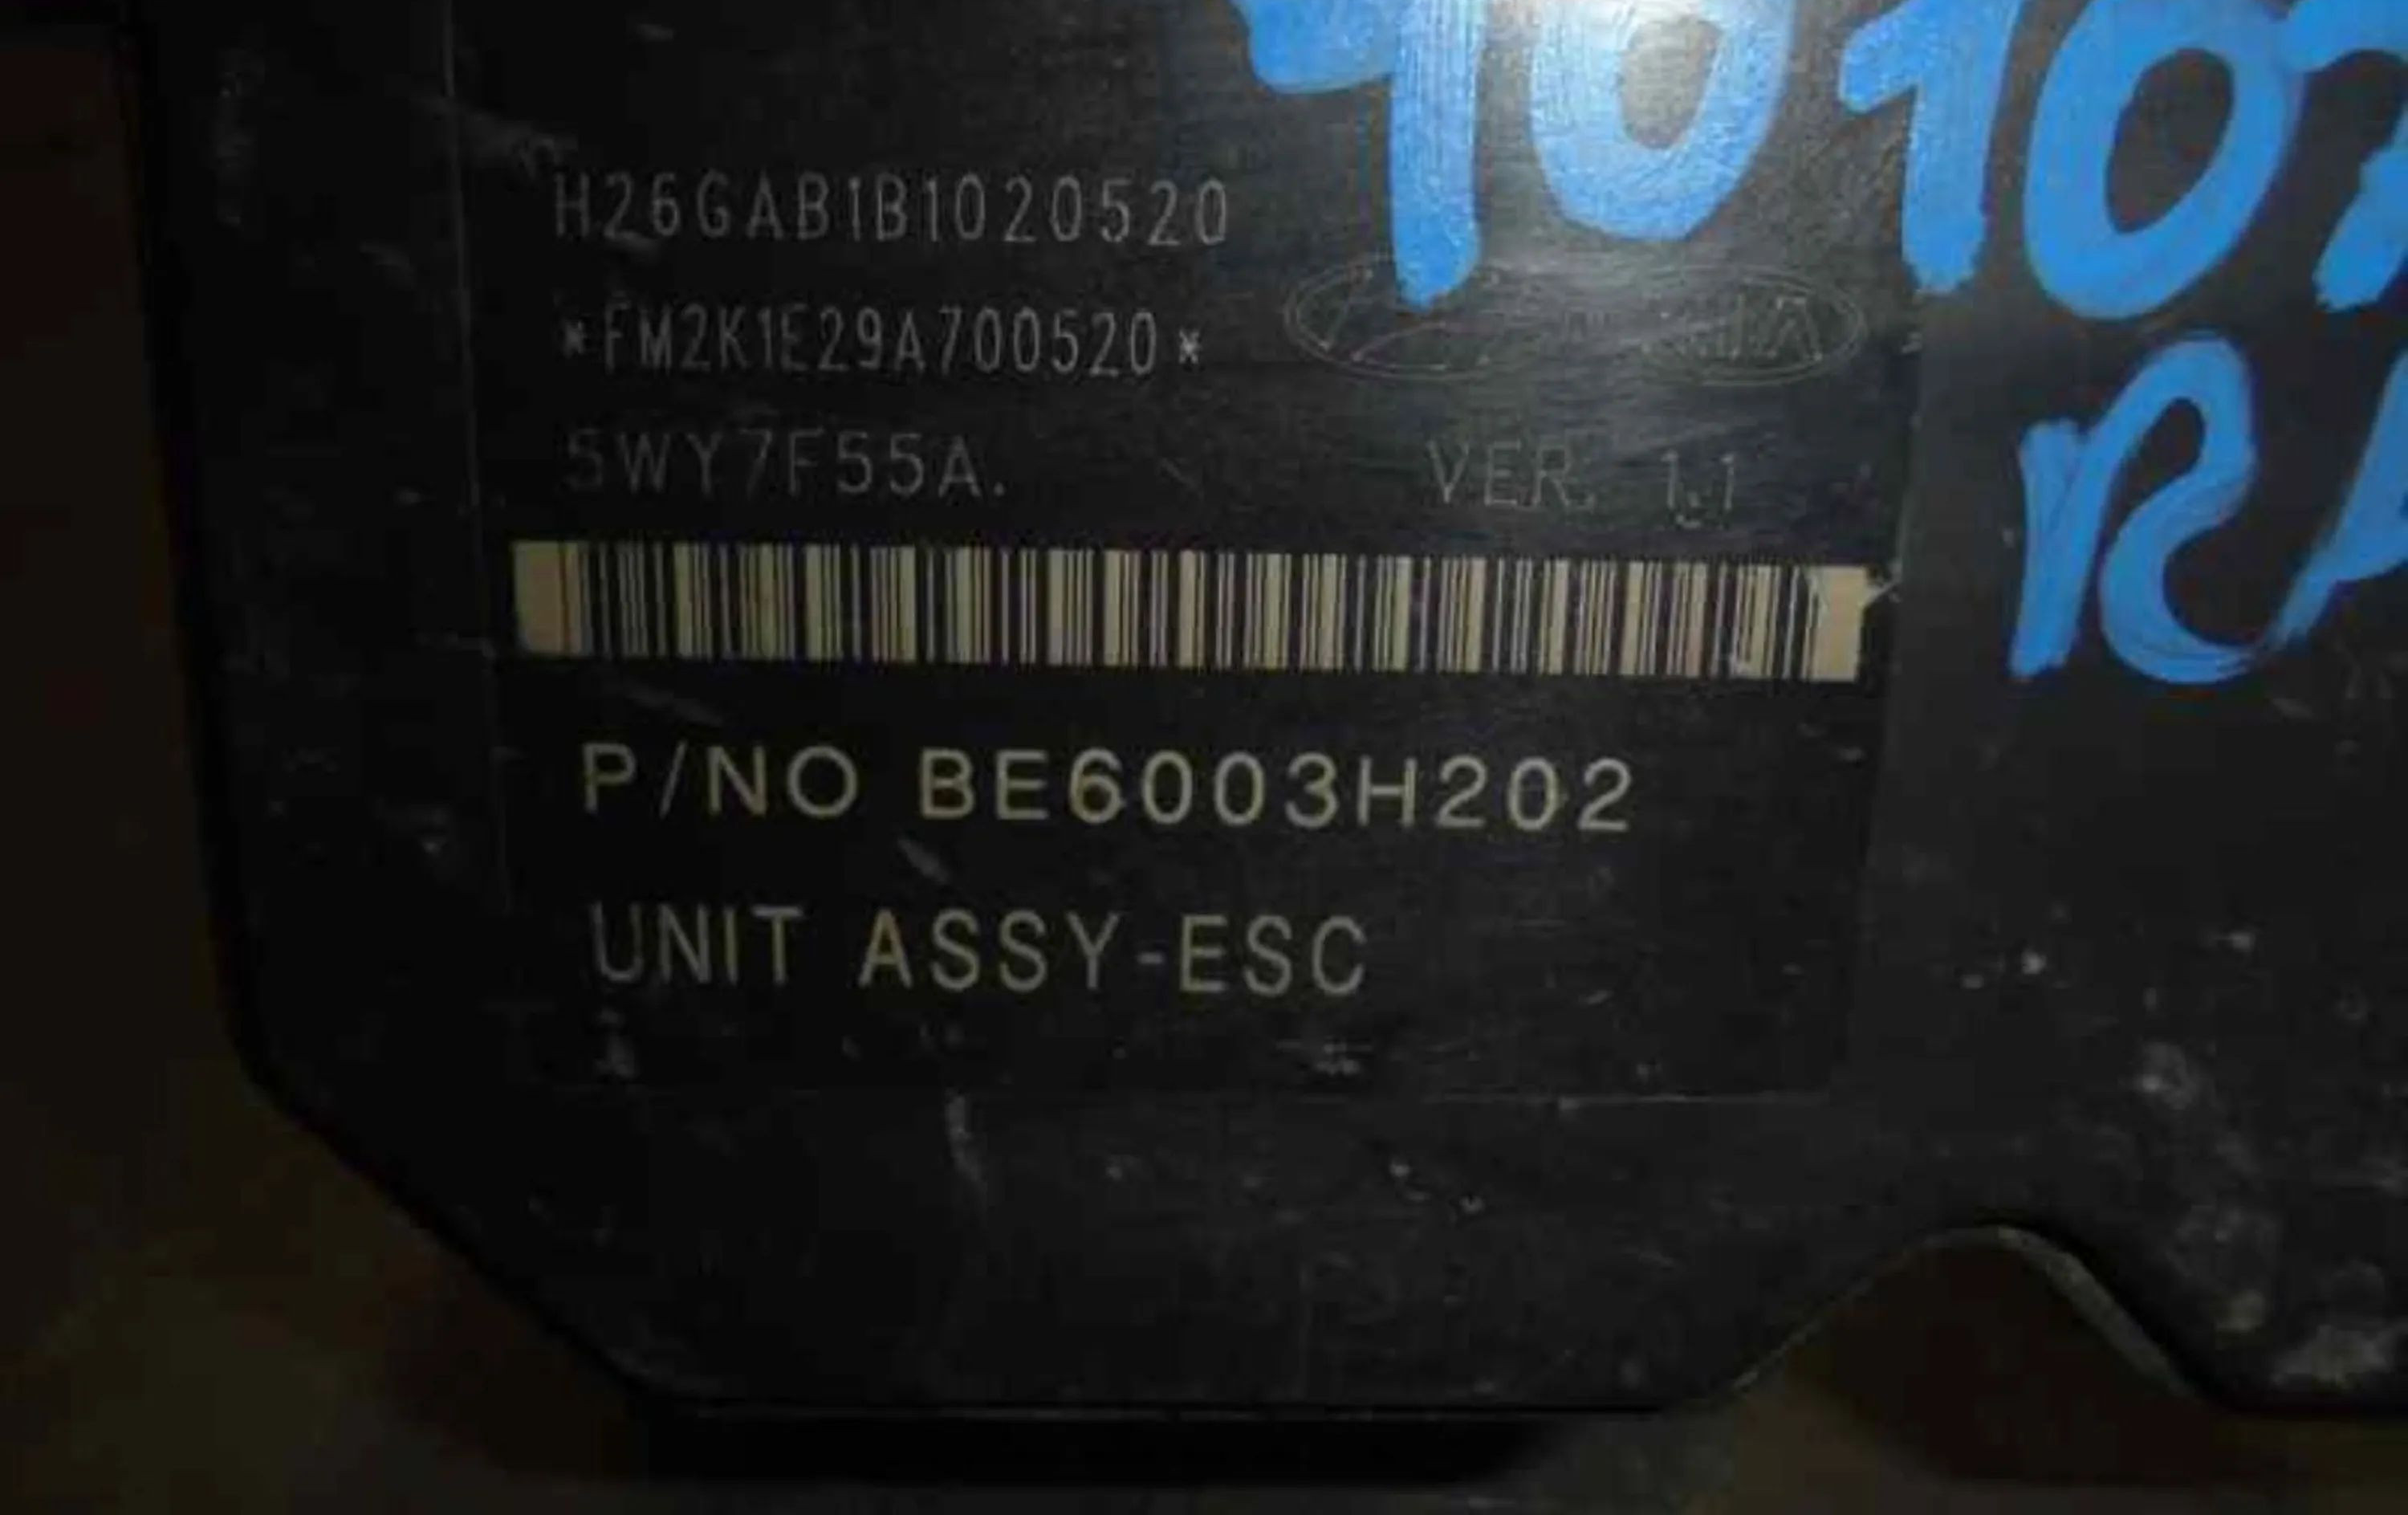 H26GAB1B1020520
*FM2K1E29A700520*
5WY7F55A.
VER. 1.1
P/NO BE6003H202
UNIT ASSY-ESC